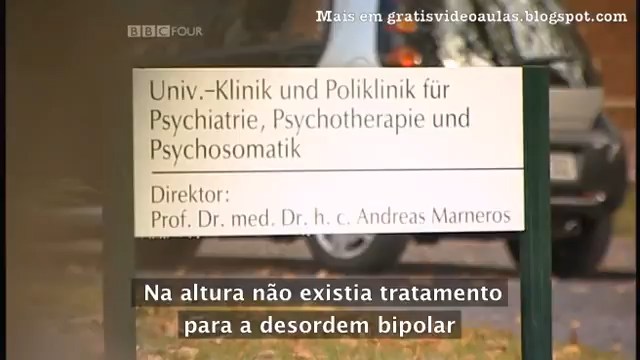 Mais em gratisvideoaulas.blogspot.com
BBC FOUR
Univ.-Klinik und Poliklinik für
Psychiatrie, Psychotherapie und
Psychosomatik
Direktor:
Prof. Dr. med. Dr. h. c. Andreas Marneros
Na altura não existia tratamento
para a desordem bipolar